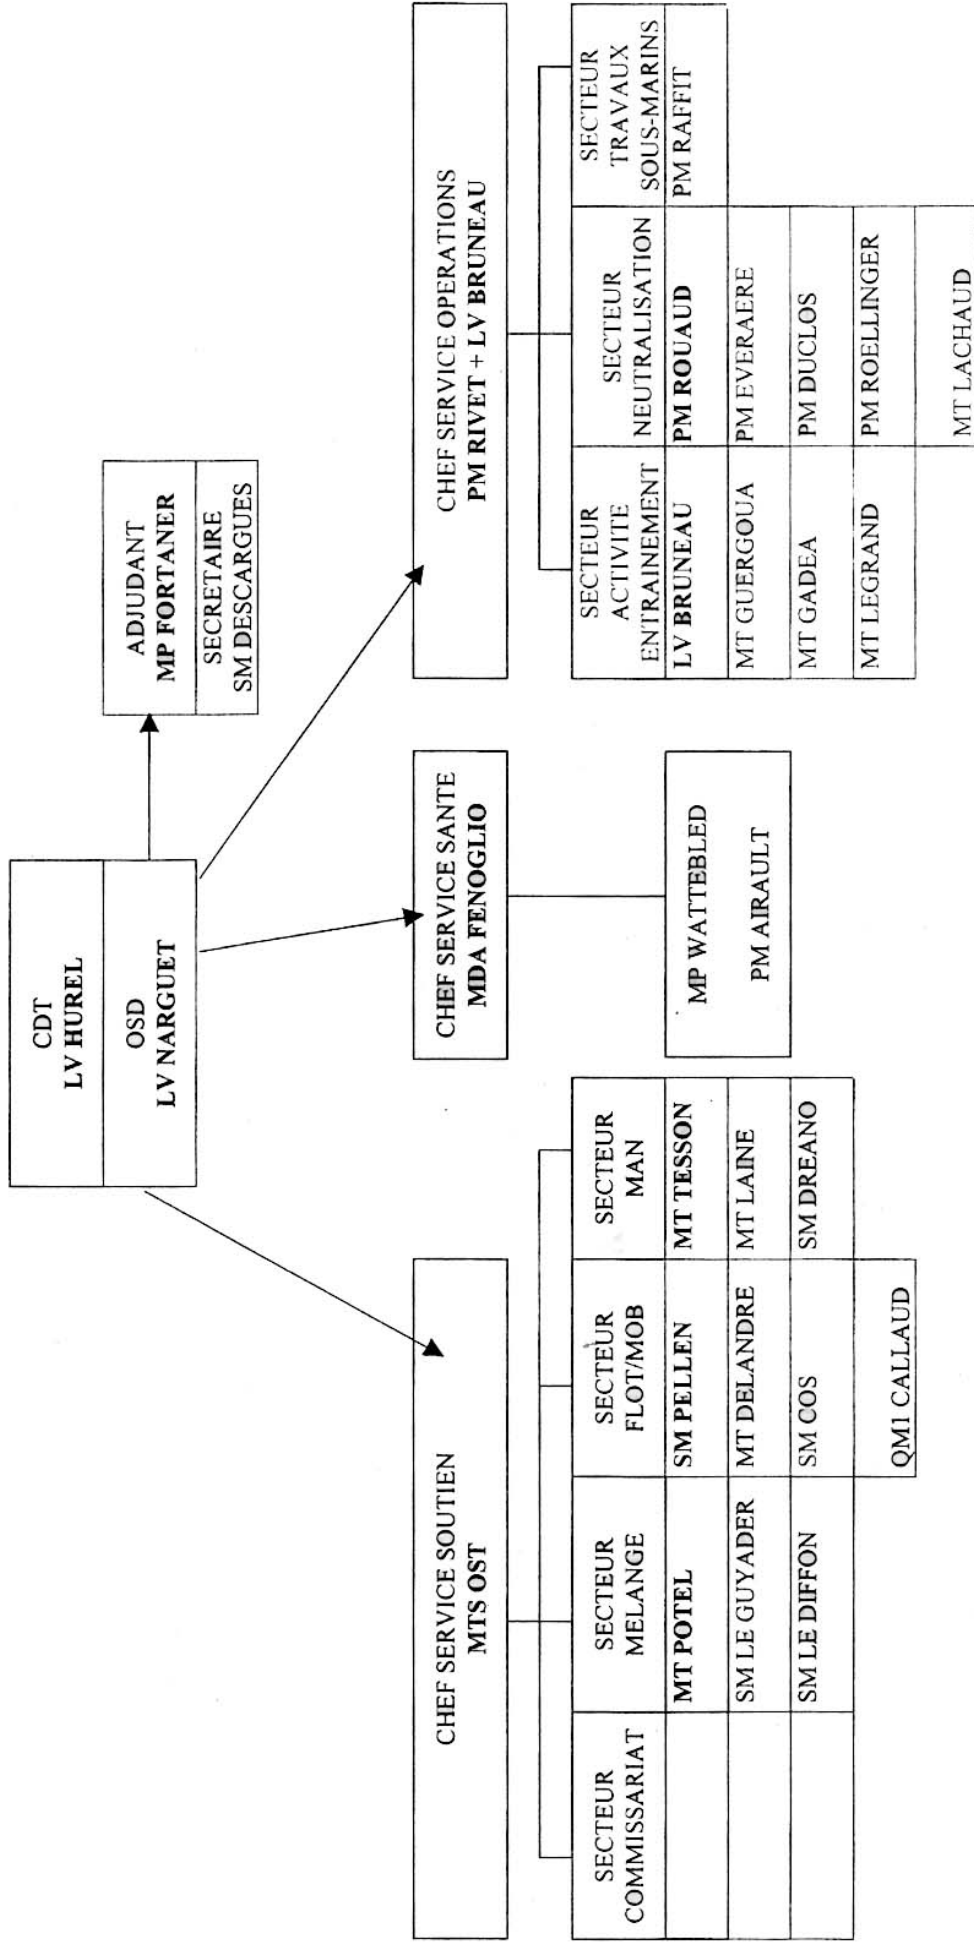 CDT
LV HUREL
OSD
LV NARGUET
ADJUDANT
MP FORTANER
SECRETAIRE
SM DESCARGUES
CHEF SERVICE SOUTIEN
MTS OST
CHEF SERVICE SANTE
MDA FENOGLIO
CHEF SERVICE OPERATIONS
PM RIVET + LV BRUNEAU
SECTEUR
COMMISSARIAT
SECTEUR
MELANGE
MT POTEL
SM LE GUYADER
SM LE DIFFON
SECTEUR
FLOT/MOB
SM PELLEN
MT DELANDRE
SM COS
QM1 CALLAUD
SECTEUR
MAN
MT TESSON
MT LAINE
SM DREANO
MP WATTEBLED
PM AIRAULT
SECTEUR
ACTIVITE
ENTRAINEMENT
LV BRUNEAU
MT GUERGOUA
MT GADEA
MT LEGRAND
SECTEUR
NEUTRALISATION
PM ROUAUD
PM EVERAERE
PM DUCLOS
PM ROELLINGER
MT LACHAUD
SECTEUR
TRAVAUX
SOUS-MARINS
PM RAFFIT